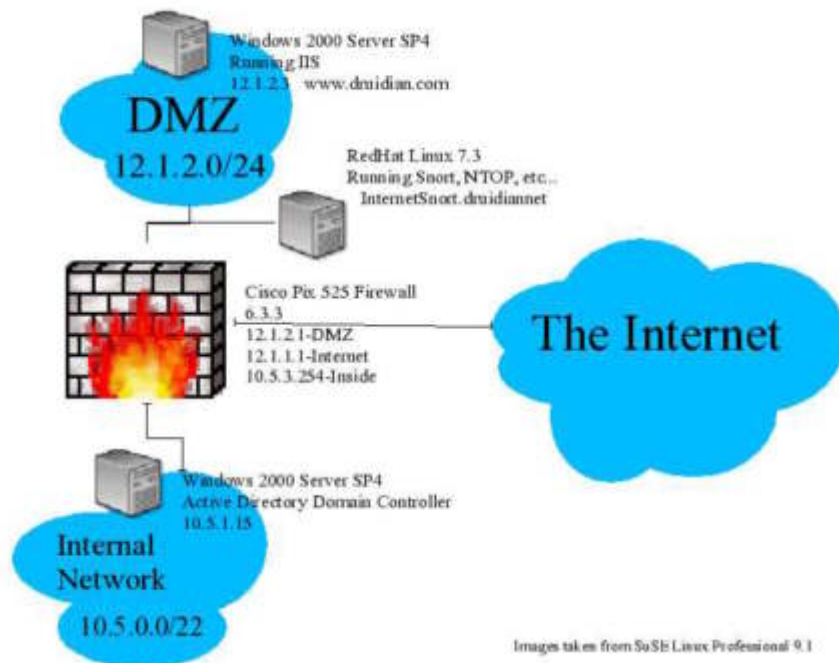 Windows 2000 Server SP4
Running IIS
12.1.2.3 www.druidian.com
DMZ
12.1.2.0/24
RedHat Linux 7.3
Running Snort, NTOP, etc...
InternetSnort.druidiannet
Cisco Pix 525 Firewall
6.3.3
12.1.2.1-DMZ
12.1.1.1-Internet
10.5.3.254-Inside
The Internet
Windows 2000 Server SP4
Active Directory Domain Controller
10.5.1.15
Internal
Network
10.5.0.0/22
Images taken from SuSE Linux Professional 9.1